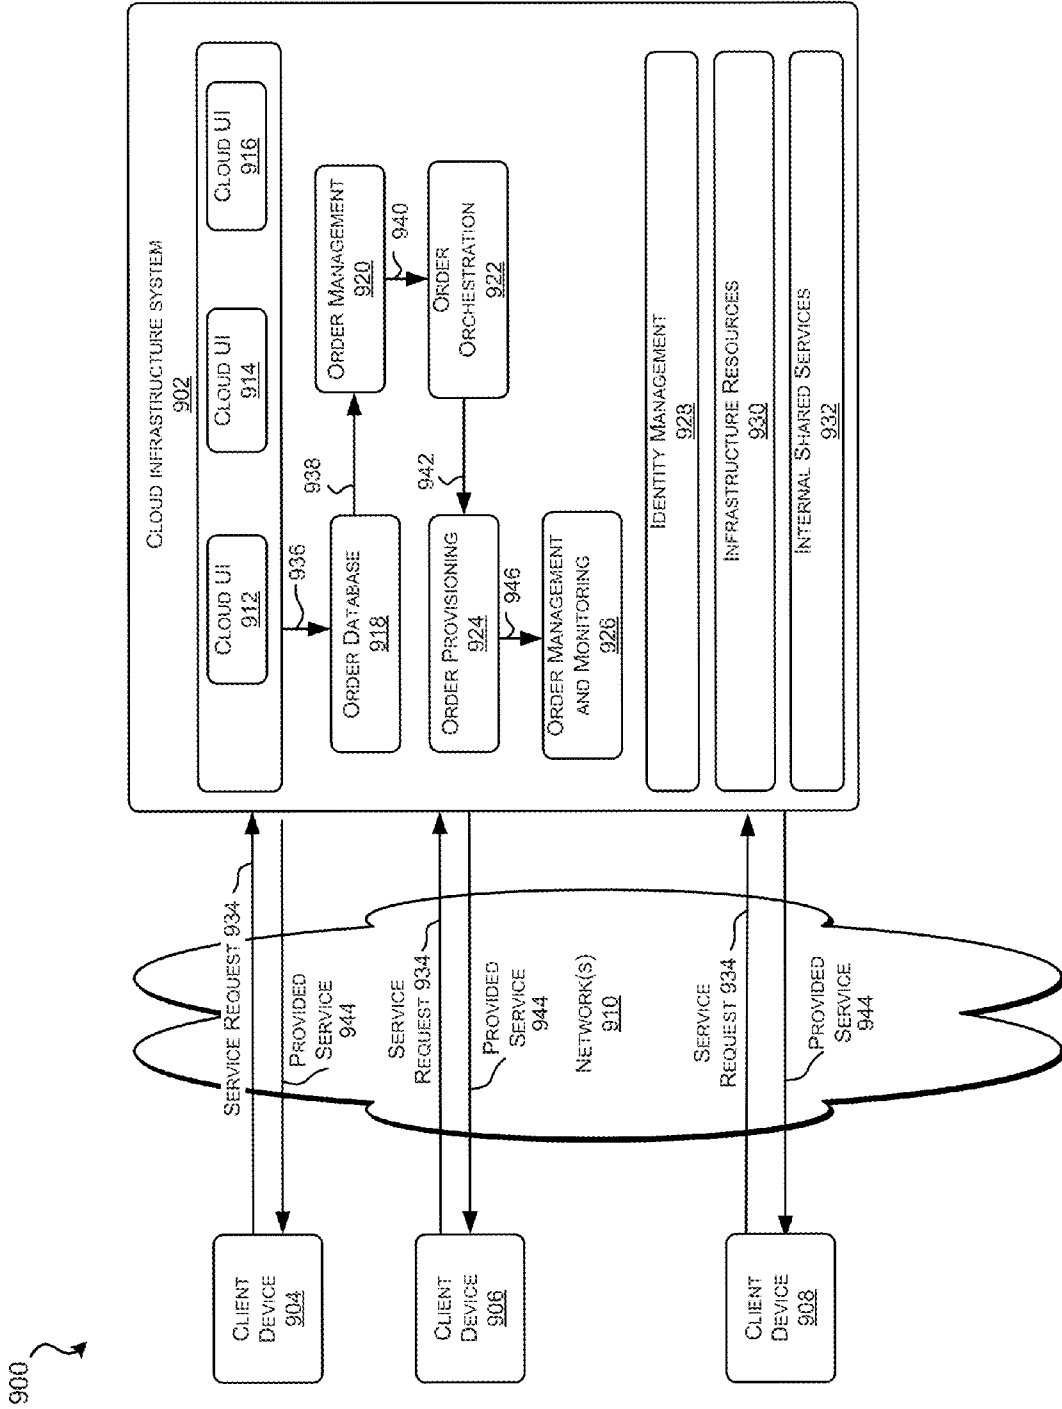 900
CLIENT
DEVICE
904
CLIENT
DEVICE
906
CLIENT
DEVICE
908
SERVICE REQUEST 934
PROVIDED
SERVICE
944
SERVICE
REQUEST 934
PROVIDED
SERVICE
944
NETWORK(S)
910
SERVICE
REQUEST 934
PROVIDED
SERVICE
944
CLOUD INFRASTRUCTURE SYSTEM
902
CLOUD UI
912
CLOUD UI
914
CLOUD UI
916
936
ORDER DATABASE
918
938
ORDER MANAGEMENT
920
940
ORDER
ORCHESTRATION
922
942
ORDER PROVISIONING
924
946
ORDER MANAGEMENT
AND MONITORING
926
IDENTITY MANAGEMENT
928
INFRASTRUCTURE RESOURCES
930
INTERNAL SHARED SERVICES
932